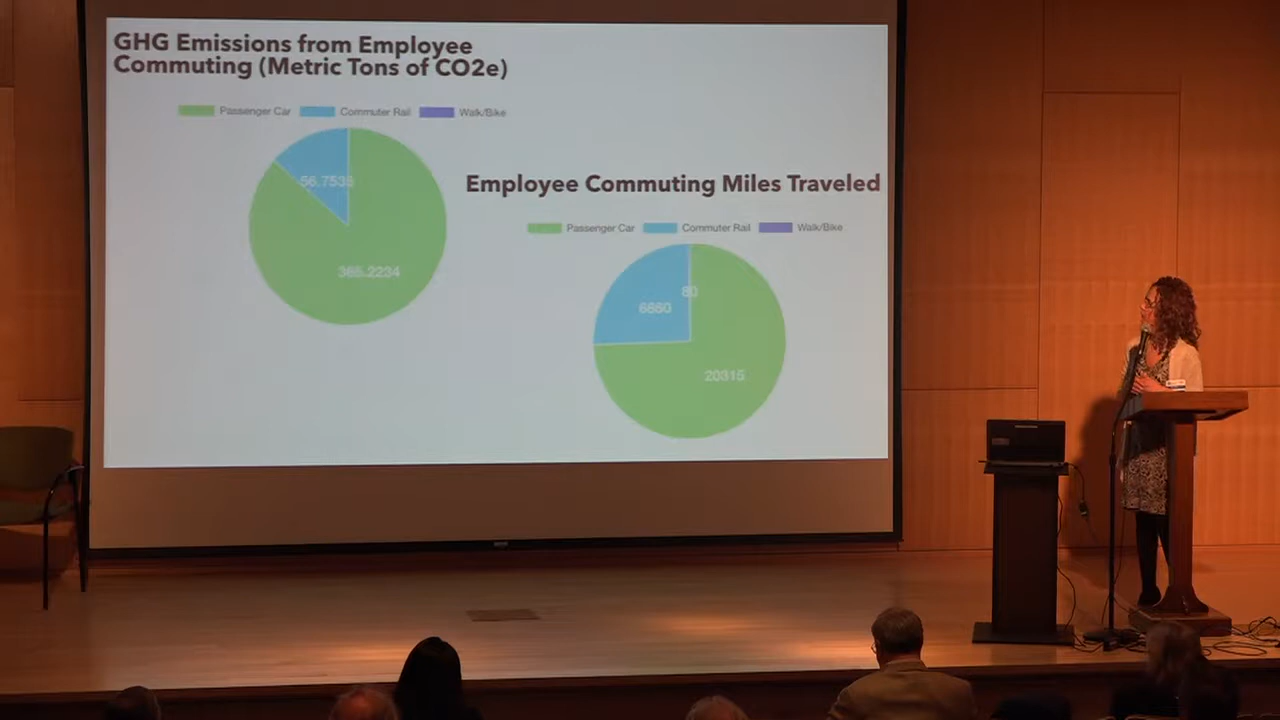 GHG Emissions from Employee
Commuting (Metric Tons of CO2e)
Passenger Car Commuter Rail Walk/Bike
56.7535
365.2234
Employee Commuting Miles Traveled
Passenger Car Commuter Rail Walk/Bike
80
6660
20315